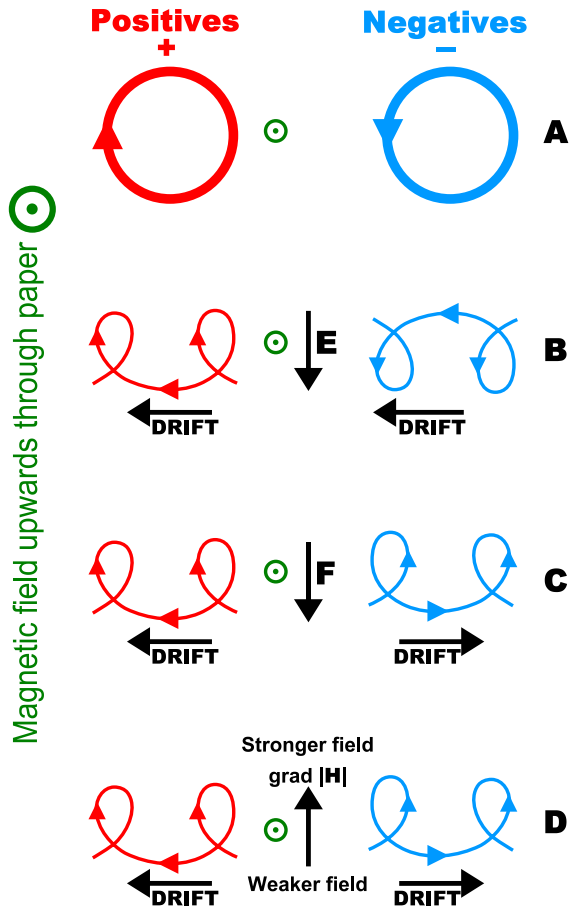 Positives
+
Negatives
−
A
Magnetic field upwards through paper
E
B
DRIFT
DRIFT
F
C
DRIFT
DRIFT
Stronger field
grad |H|
D
Weaker field
DRIFT
DRIFT